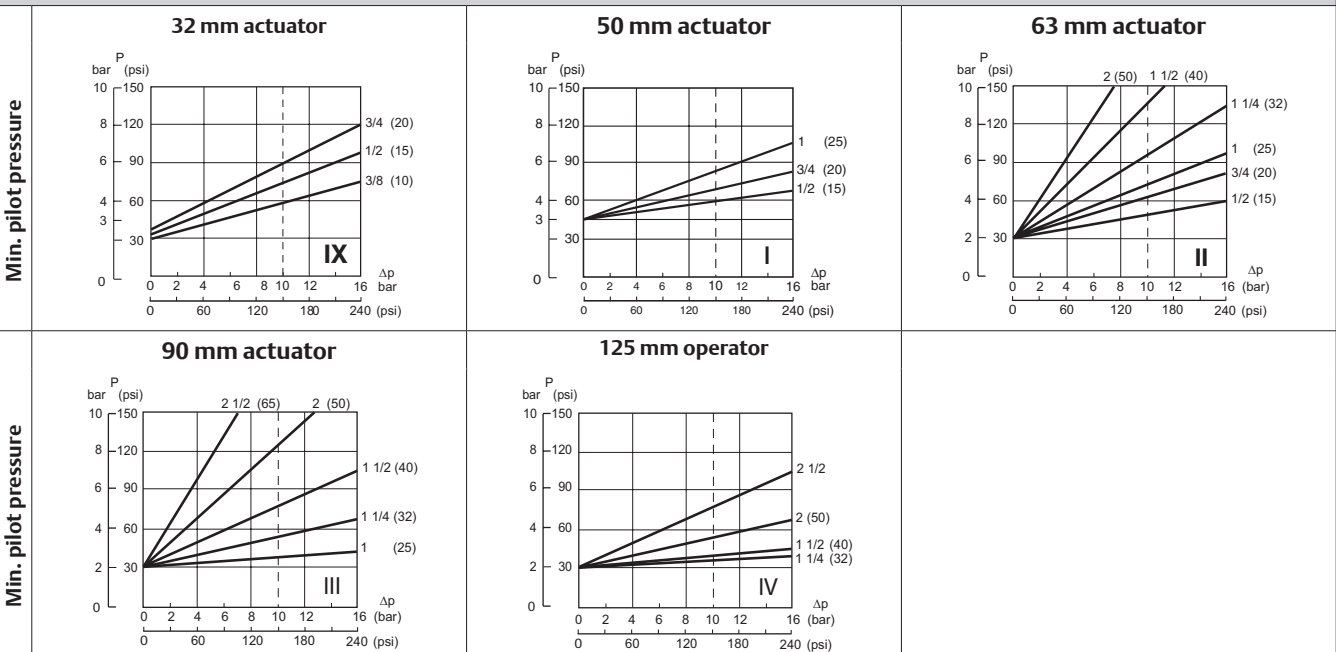 Min. pilot pressure
32 mm actuator
P
bar (psi)
10 150
8 120
6 90
4 60
3
30
0
3/4 (20)
1/2 (15)
3/8 (10)
IX
Δp
0 2 4 6 8 10 12 16 bar
0 60 120 180 240 (psi)
50 mm actuator
P
bar (psi)
10 150
8 120
6 90
4 60
3
30
0
1 (25)
3/4 (20)
1/2 (15)
I
Δp
0 2 4 6 8 10 12 16 bar
0 60 120 180 240 (psi)
63 mm actuator
P
bar (psi)
2 (50) 1 1/2 (40)
10 150
8 120
6 90
4 60
2 30
0
1 1/4 (32)
1 (25)
3/4 (20)
1/2 (15)
II
Δp
0 2 4 6 8 10 12 16 (bar)
0 60 120 180 240 (psi)
Min. pilot pressure
90 mm actuator
P
bar (psi)
2 1/2 (65) 2 (50)
10 150
8 120
6 90
4 60
2 30
0
1 1/2 (40)
1 1/4 (32)
1 (25)
III
Δp
0 2 4 6 8 10 12 16 (bar)
0 60 120 180 240 (psi)
125 mm operator
P
bar (psi)
10 150
8 120
6 90
4 60
2 30
0
2 1/2
2 (50)
1 1/2 (40)
1 1/4 (32)
IV
Δp
0 2 4 6 8 10 12 16 (bar)
0 60 120 180 240 (psi)